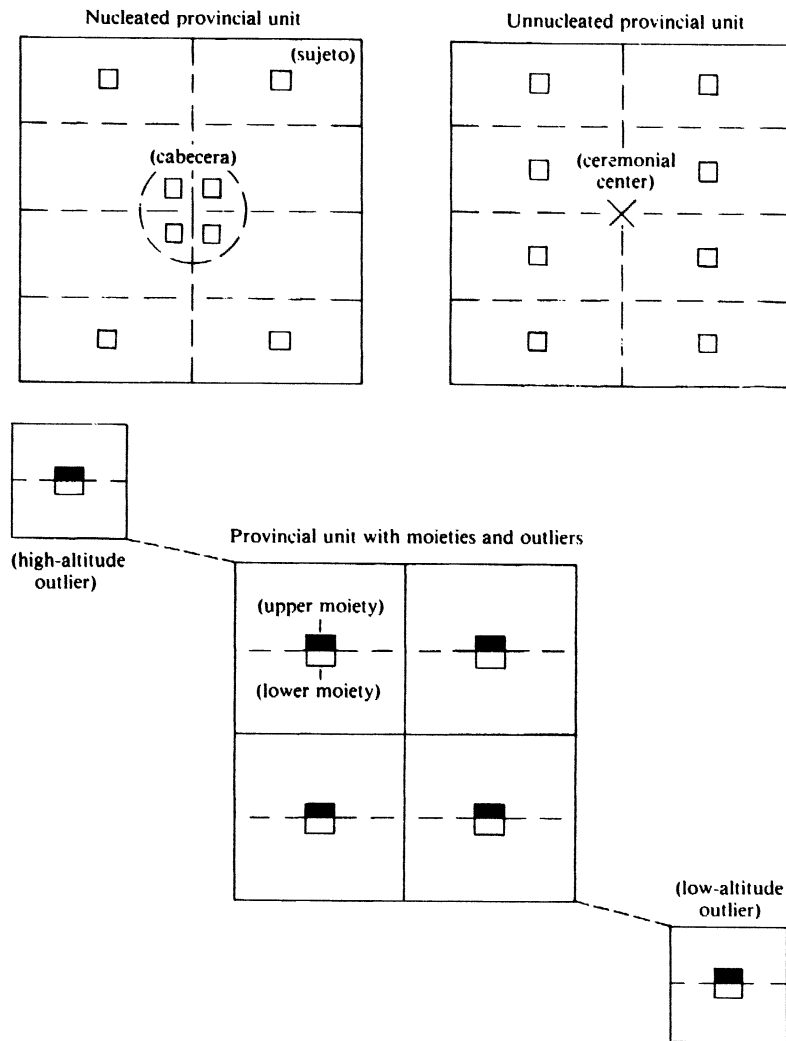 Nucleated provincial unit
Unnucleated provincial unit
(sujeto)
(cabecera)
(ceremonial
center)
(high-altitude
outlier)
Provincial unit with moieties and outliers
(upper moiety)
(lower moiety)
(low-altitude
outlier)